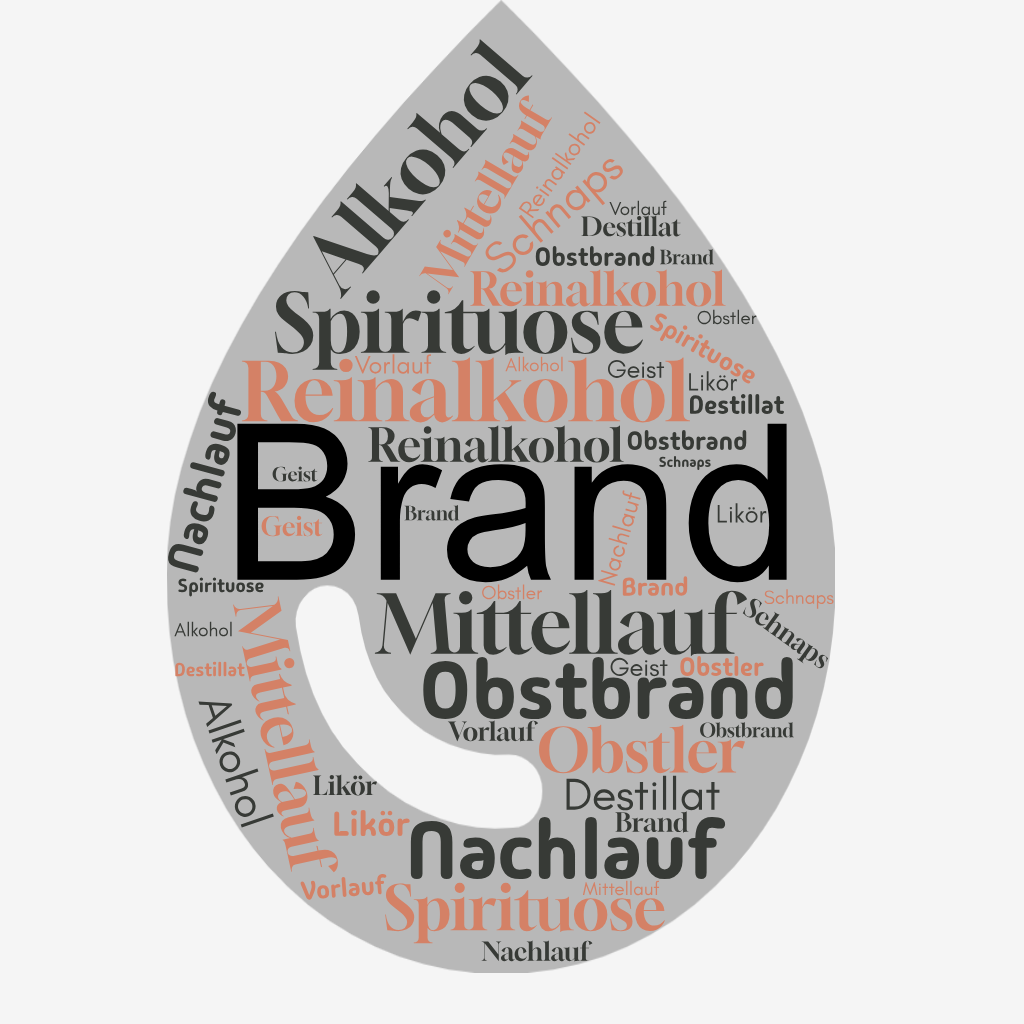 Alkohol
Mittellauf
Reinalkohol
Schnaps
Vorlauf
Destillat
Obstbrand
Brand
Reinalkohol
Spirituose
Obstler
Spirituose
Reinalkohol
Vorlauf
Alkohol
Geist
Likör
Destillat
Nachlauf
Brand
Reinalkohol
Obstbrand
Schnaps
Geist
Brand
Geist
Nachlauf
Likör
Spirituose
Obstler
Brand
Schnaps
Mittellauf
Schnaps
Alkohol
Destillat
Mittellauf
Geist
Obstler
Obstbrand
Alkohol
Vorlauf
Obstler
Obstbrand
Likör
Destillat
Likör
Brand
Nachlauf
Vorlauf
Mittellauf
Spirituose
Nachlauf